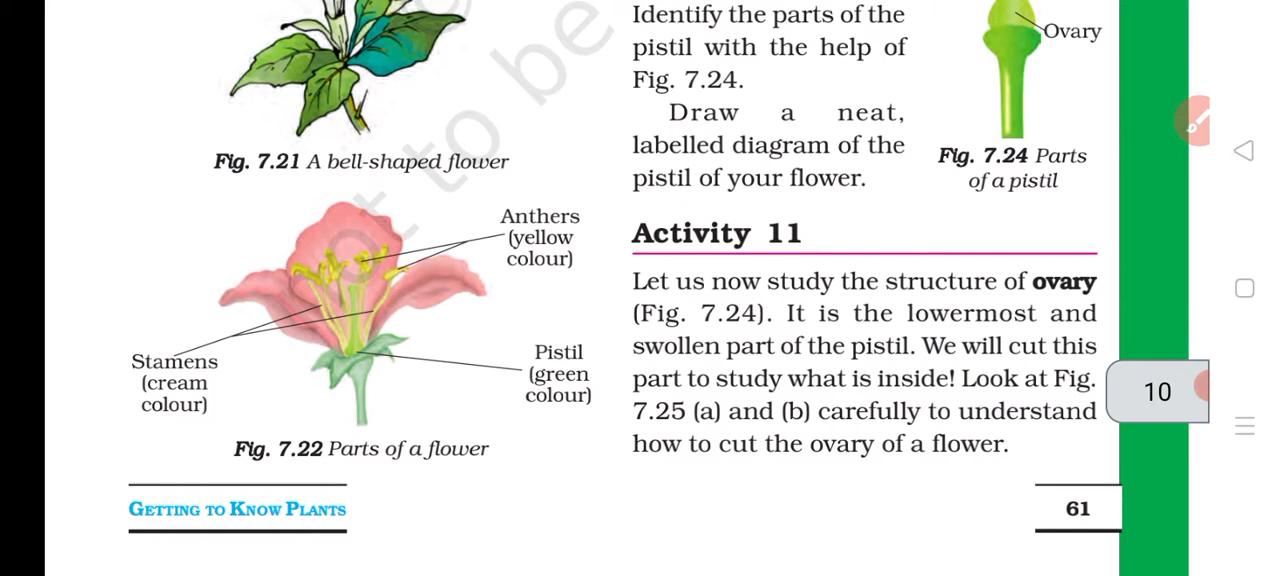 Fig. 7.21 A bell-shaped flower
Anthers
(yellow
colour)
Stamens
(cream
colour)
Pistil
(green
colour)
Fig. 7.22 Parts of a flower
Identify the parts of the
pistil with the help of
Fig. 7.24.
Draw a neat,
labelled diagram of the
pistil of your flower.
Ovary
Fig. 7.24 Parts
of a pistil
Activity 11
Let us now study the structure of ovary
(Fig. 7.24). It is the lowermost and
swollen part of the pistil. We will cut this
part to study what is inside! Look at Fig.
7.25 (a) and (b) carefully to understand
how to cut the ovary of a flower.
10
GETTING TO KNOW PLANTS
61
not to be